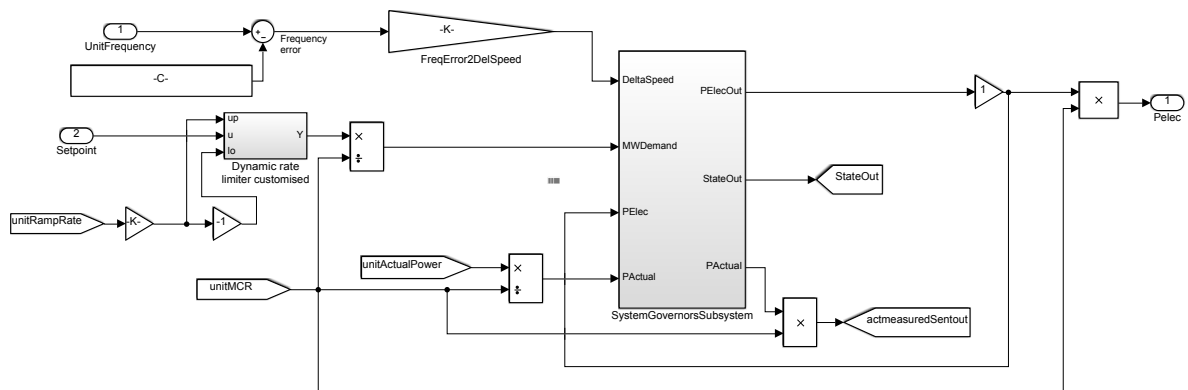 1
UnitFrequency
Frequency
error
-K-
FreqError2DelSpeed
-C-
2
Setpoint
up
u
lo
Y
Dynamic rate
limiter customised
×
÷
unitRampRate
-K-
-1
unitMCR
unitActualPower
×
÷
DeltaSpeed
MWDemand
PElec
PActual
PElecOut
StateOut
PActual
SystemGovernorsSubsystem
1
StateOut
×
actmeasuredSentout
×
1
Pelec